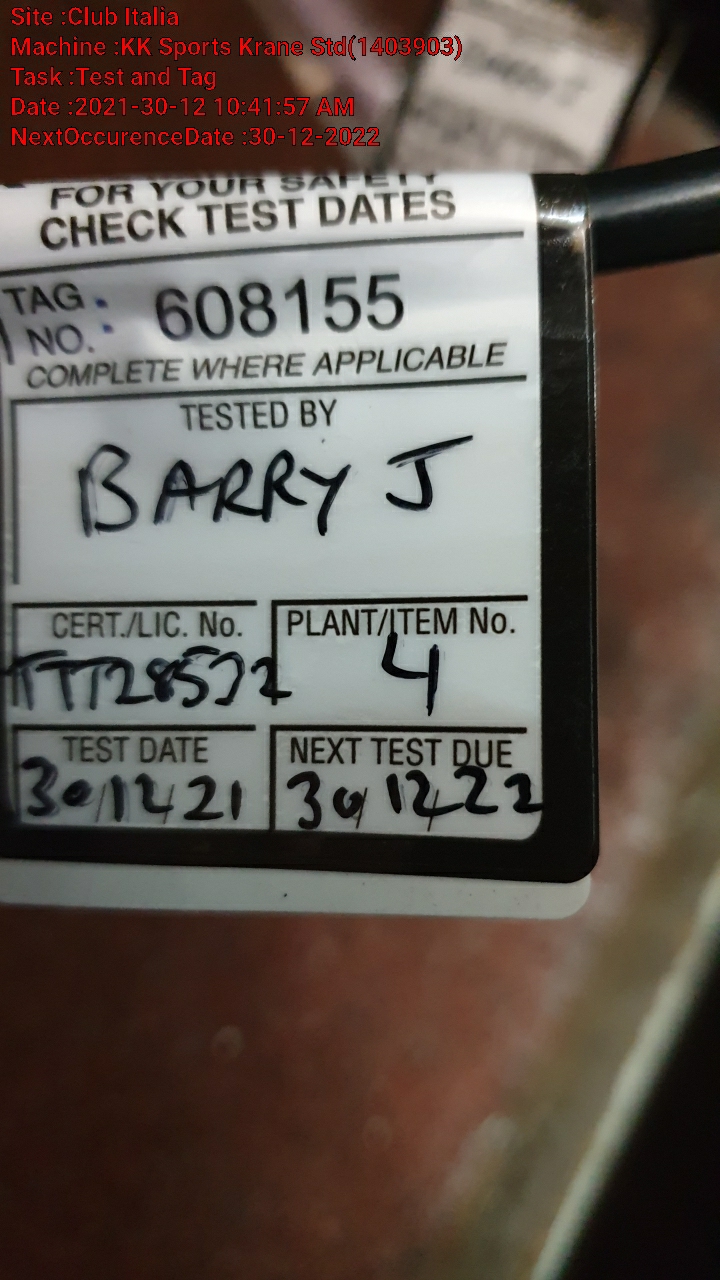 Site :Club Italia
Machine :KK Sports Krane Std(1403903)
Task :Test and Tag
Date :2021-30-12 10:41:57 AM
NextOccurenceDate :30-12-2022
FOR YOUR SAFETY
CHECK TEST DATES
TAG NO.: 608155
COMPLETE WHERE APPLICABLE
TESTED BY
BARRY J
CERT./LIC. No. PLANT/ITEM No.
TTT28572 4
TEST DATE NEXT TEST DUE
30/12/21 30/12/22